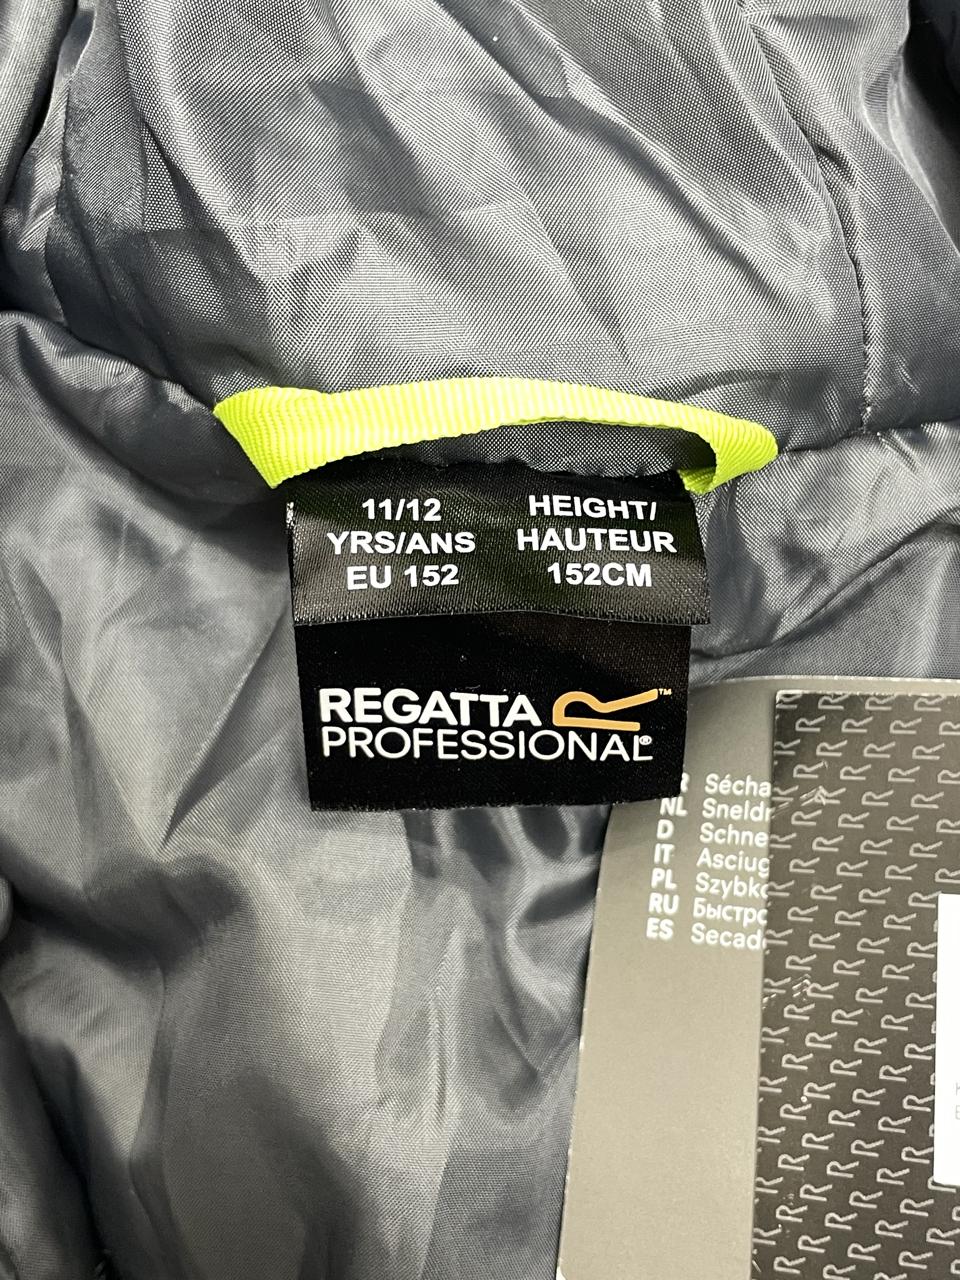 11/12
YRS/ANS
EU 152
HEIGHT/
HAUTEUR
152CM
REGATTA R™
PROFESSIONAL®
R Sécha
NL Sneldr
D Schne
IT Asciug
PL Szybko
RU Быстро
ES Secad